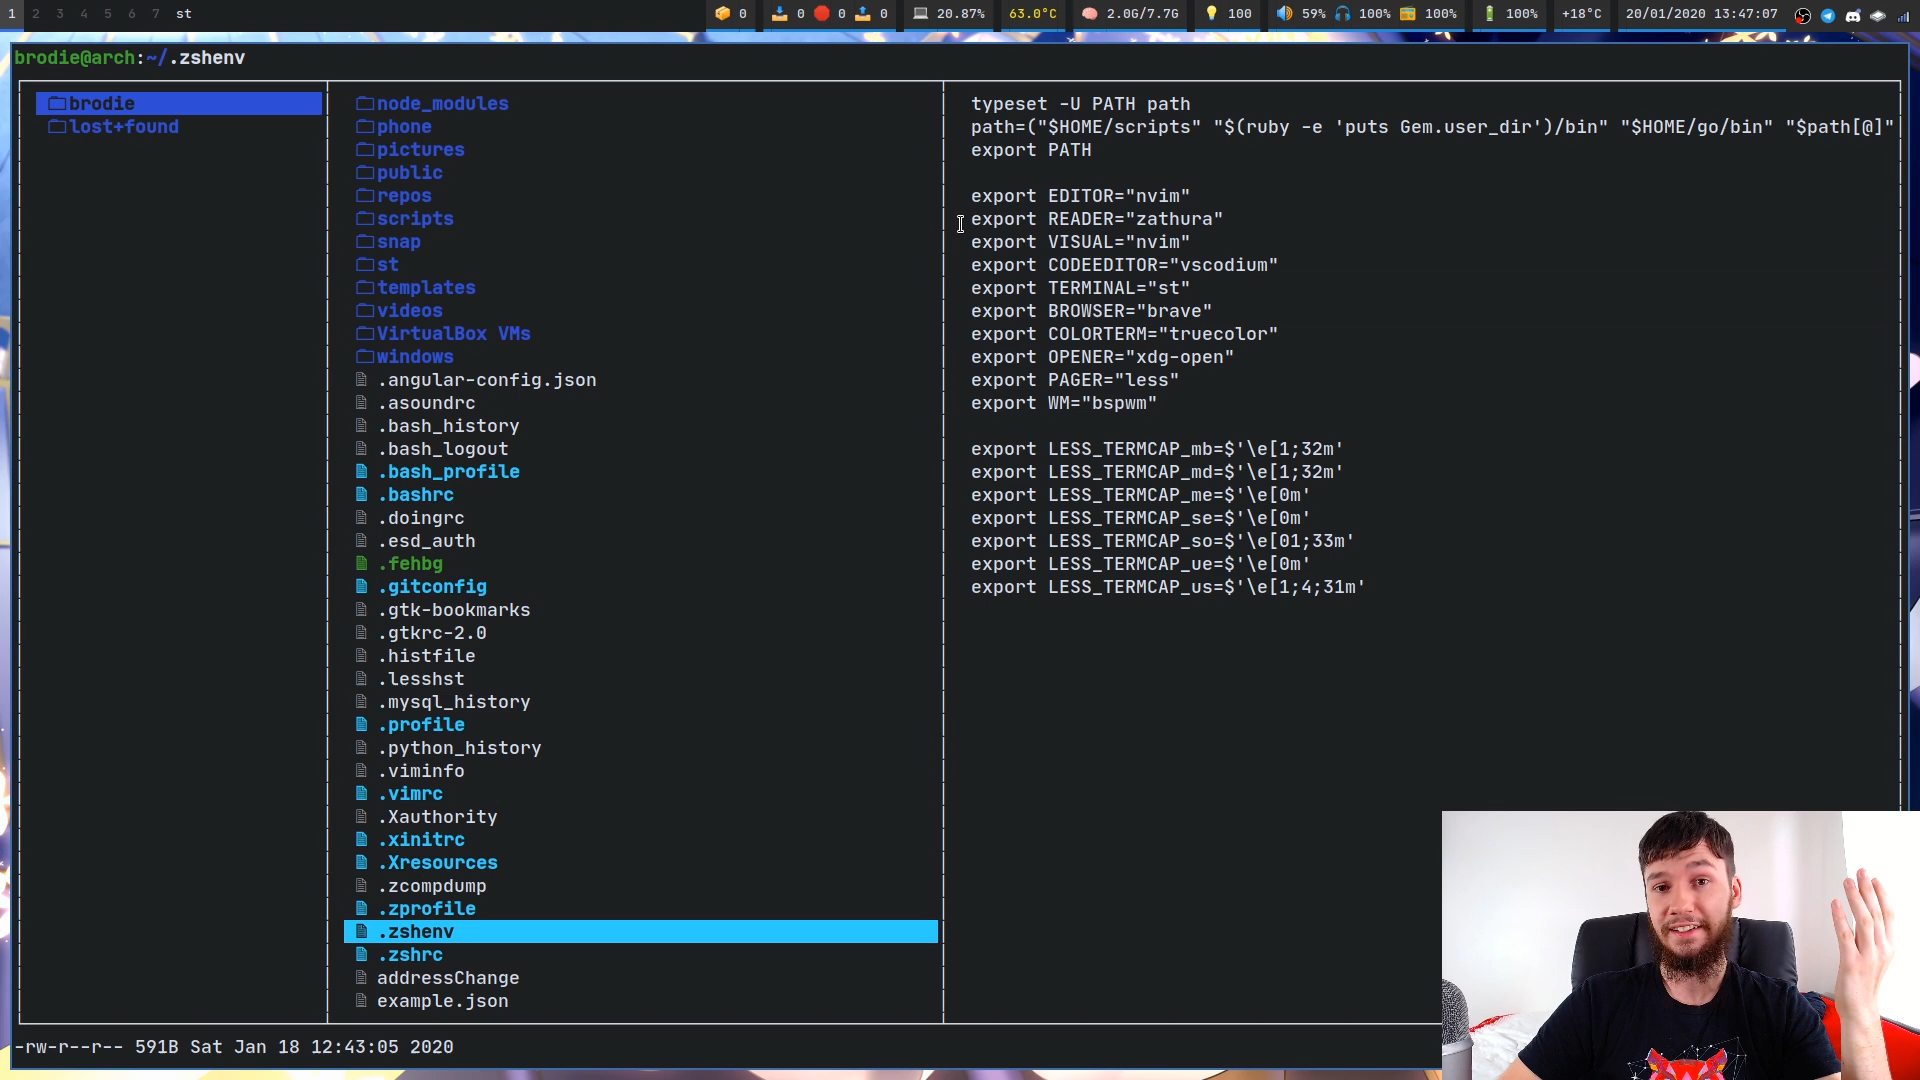 1 2 3 4 5 6 7 st
0 0 0 0 20.87% 63.0°C 2.0G/7.7G 100 59% 100% 100% 100% +18°C 20/01/2020 13:47:07
brodie@arch:~/.zshenv
brodie
lost+found
node_modules
phone
pictures
public
repos
scripts
snap
st
templates
videos
VirtualBox VMs
windows
.angular-config.json
.asoundrc
.bash_history
.bash_logout
.bash_profile
.bashrc
.doingrc
.esd_auth
.fehbg
.gitconfig
.gtk-bookmarks
.gtkrc-2.0
.histfile
.lesshst
.mysql_history
.profile
.python_history
.viminfo
.vimrc
.Xauthority
.xinitrc
.Xresources
.zcompdump
.zprofile
.zshenv
.zshrc
addressChange
example.json
typeset -U PATH path
path=("$HOME/scripts" "$(ruby -e 'puts Gem.user_dir')/bin" "$HOME/go/bin" "$path[@]"
export PATH
export EDITOR="nvim"
export READER="zathura"
export VISUAL="nvim"
export CODEEDITOR="vscodium"
export TERMINAL="st"
export BROWSER="brave"
export COLORTERM="truecolor"
export OPENER="xdg-open"
export PAGER="less"
export WM="bspwm"
export LESS_TERMCAP_mb=$'\e[1;32m'
export LESS_TERMCAP_md=$'\e[1;32m'
export LESS_TERMCAP_me=$'\e[0m'
export LESS_TERMCAP_se=$'\e[0m'
export LESS_TERMCAP_so=$'\e[01;33m'
export LESS_TERMCAP_ue=$'\e[0m'
export LESS_TERMCAP_us=$'\e[1;4;31m'
-rw-r--r-- 591B Sat Jan 18 12:43:05 2020